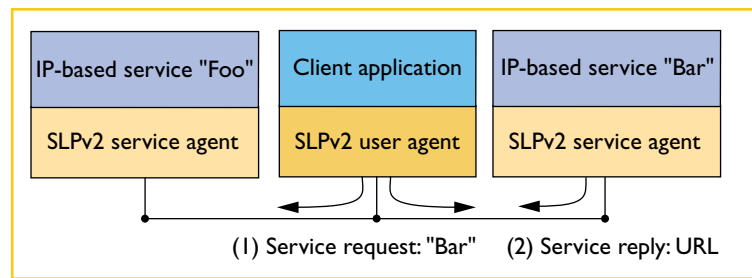 IP-based service "Foo"
Client application
IP-based service "Bar"
SLPv2 service agent
SLPv2 user agent
SLPv2 service agent
(1) Service request: "Bar"
(2) Service reply: URL